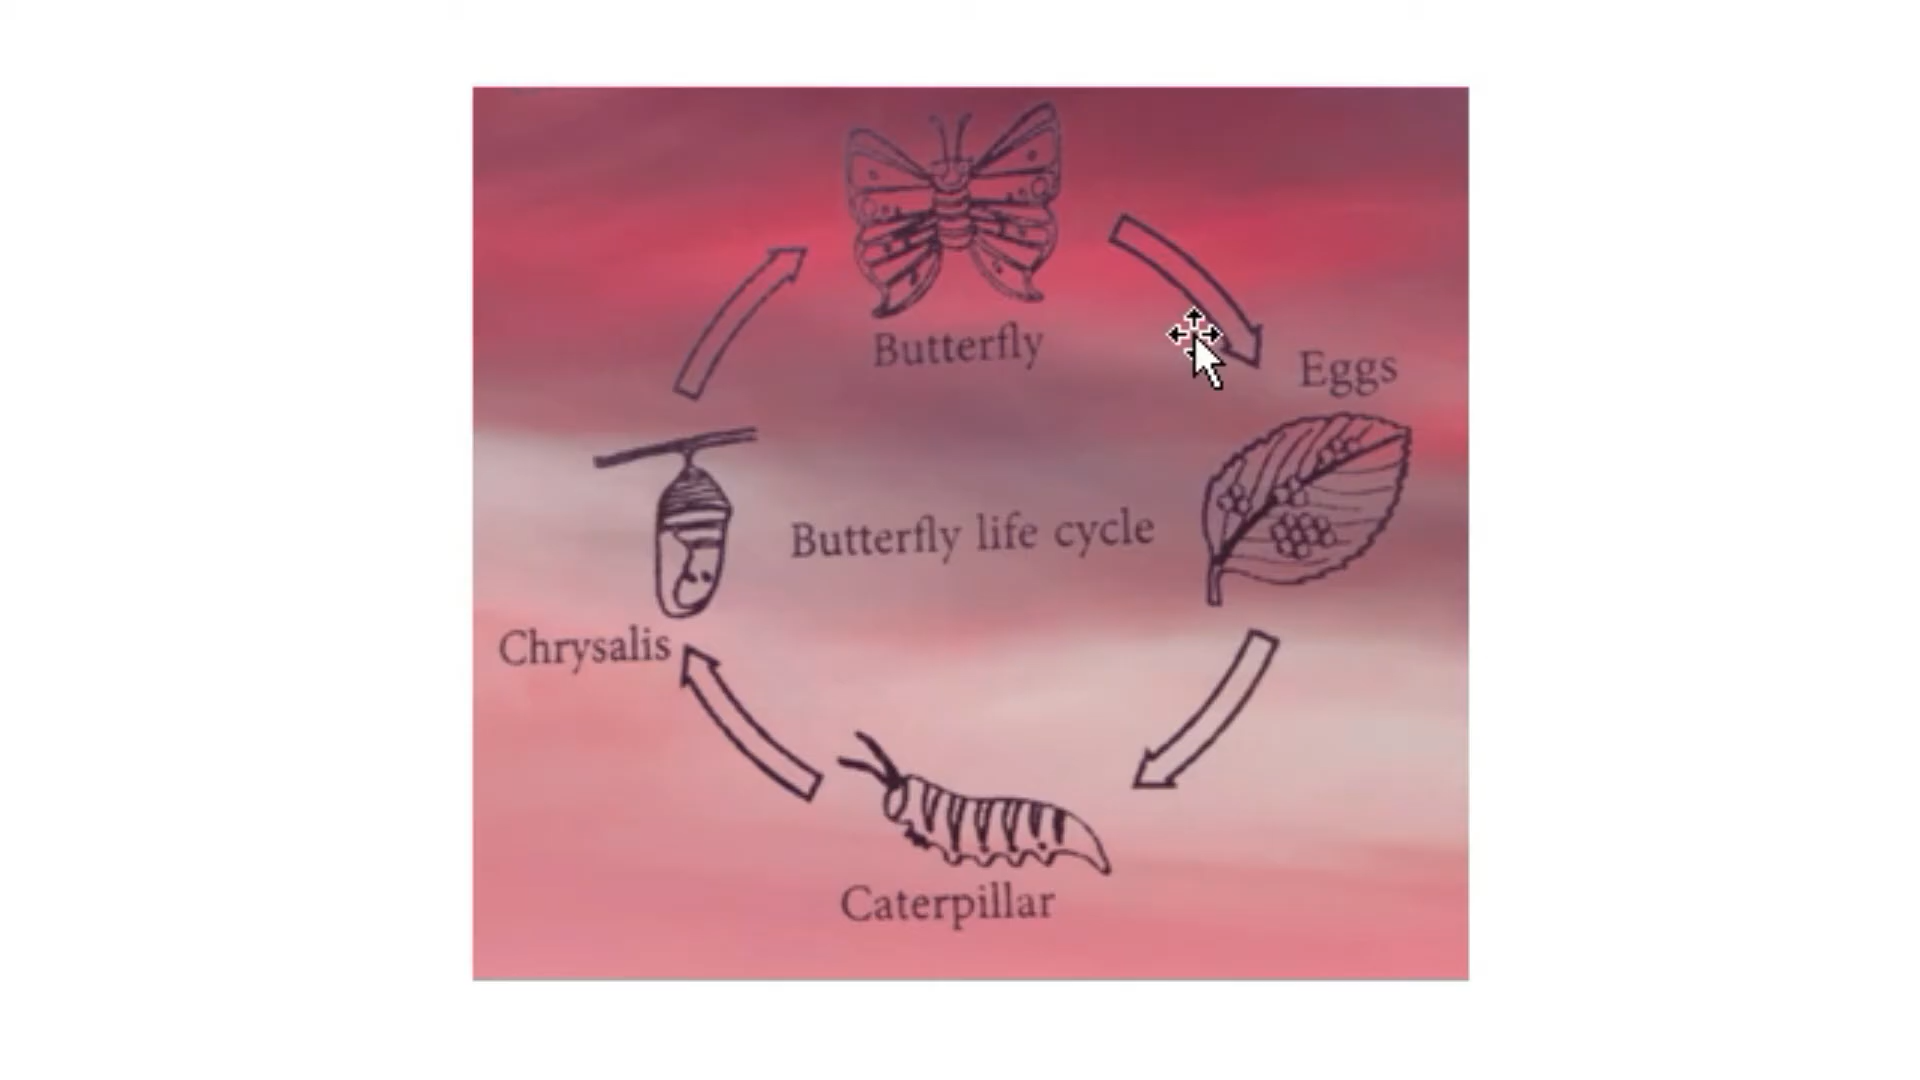 Butterfly
Eggs
Butterfly life cycle
Chrysalis
Caterpillar